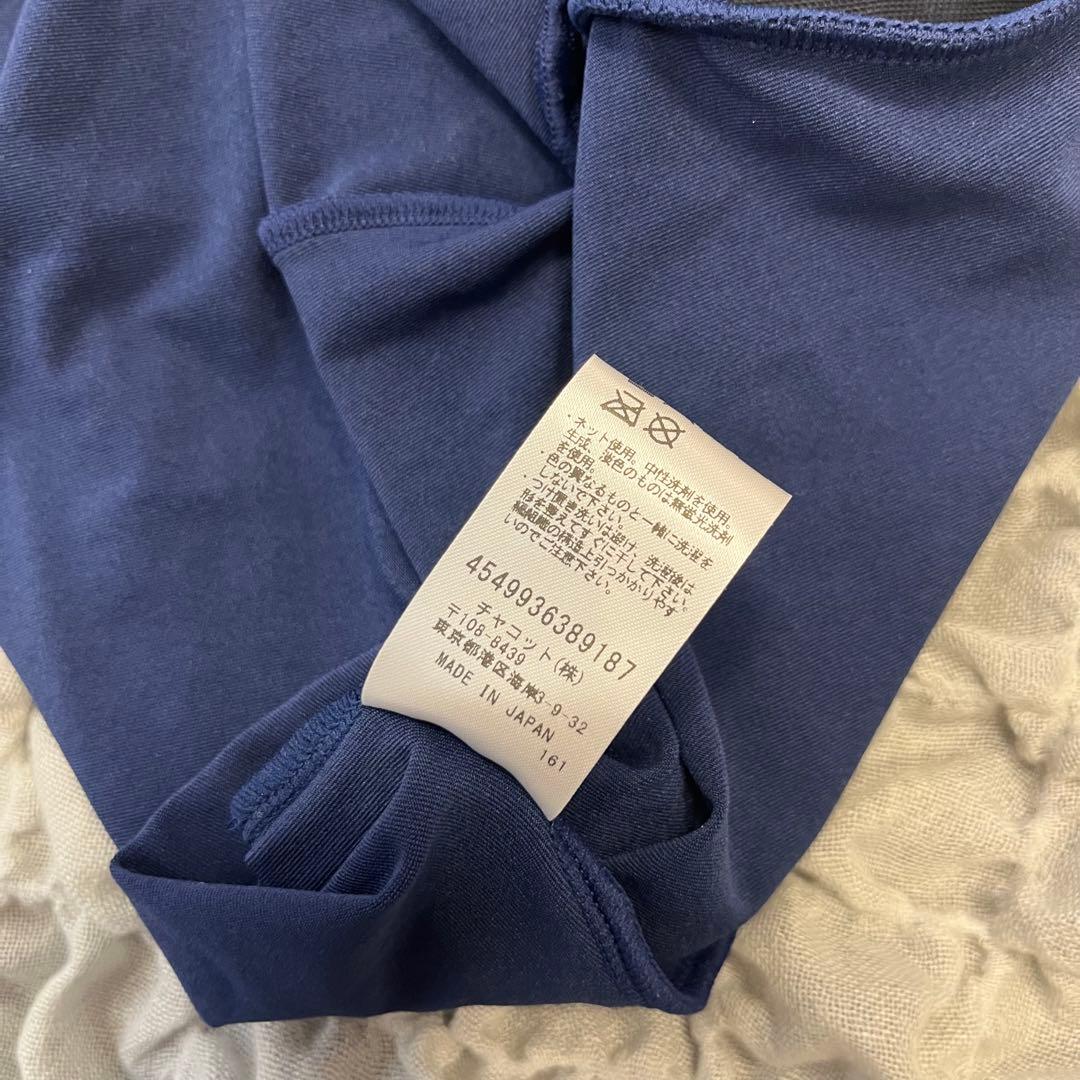 ・ネット使用。中性洗剤を使用。
生成、淡色のものは無蛍光洗剤
を使用。
・色の異なるものと一緒に洗濯を
しないで下さい。
・つけ置き洗いは避け、洗濯後は
形を整えてすぐに干して下さい。
編組織の構造上引っかかりやす
いのでご注意下さい。
4549936389187
チャコット(株)
〒108-8439
東京都港区海岸3-9-32
MADE IN JAPAN
161